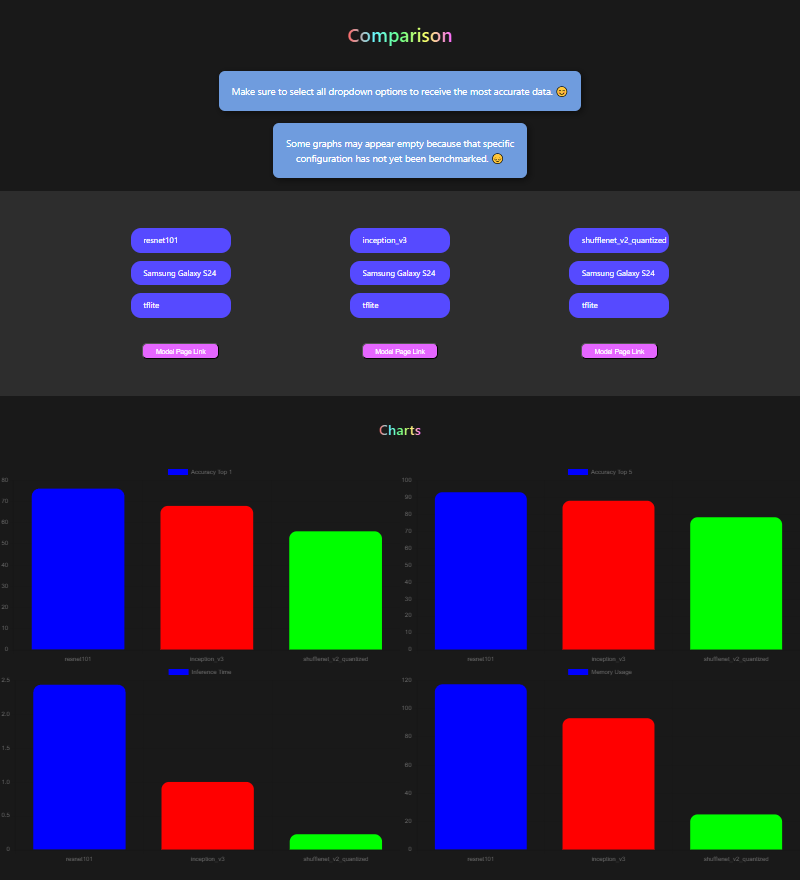 Comparison
Make sure to select all dropdown options to receive the most accurate data. 😊
Some graphs may appear empty because that specific
configuration has not yet been benchmarked. 😞
resnet101 inception_v3 shufflenet_v2_quantized
Samsung Galaxy S24 Samsung Galaxy S24 Samsung Galaxy S24
tflite tflite tflite
Model Page Link Model Page Link Model Page Link
Charts
Accuracy Top 1
80
70
60
50
40
30
20
10
0
resnet101 inception_v3 shufflenet_v2_quantized
Accuracy Top 5
100
90
80
70
60
50
40
30
20
10
0
resnet101 inception_v3 shufflenet_v2_quantized
Inference Time
2.5
2.0
1.5
1.0
0.5
0
resnet101 inception_v3 shufflenet_v2_quantized
Memory Usage
120
100
80
60
40
20
0
resnet101 inception_v3 shufflenet_v2_quantized